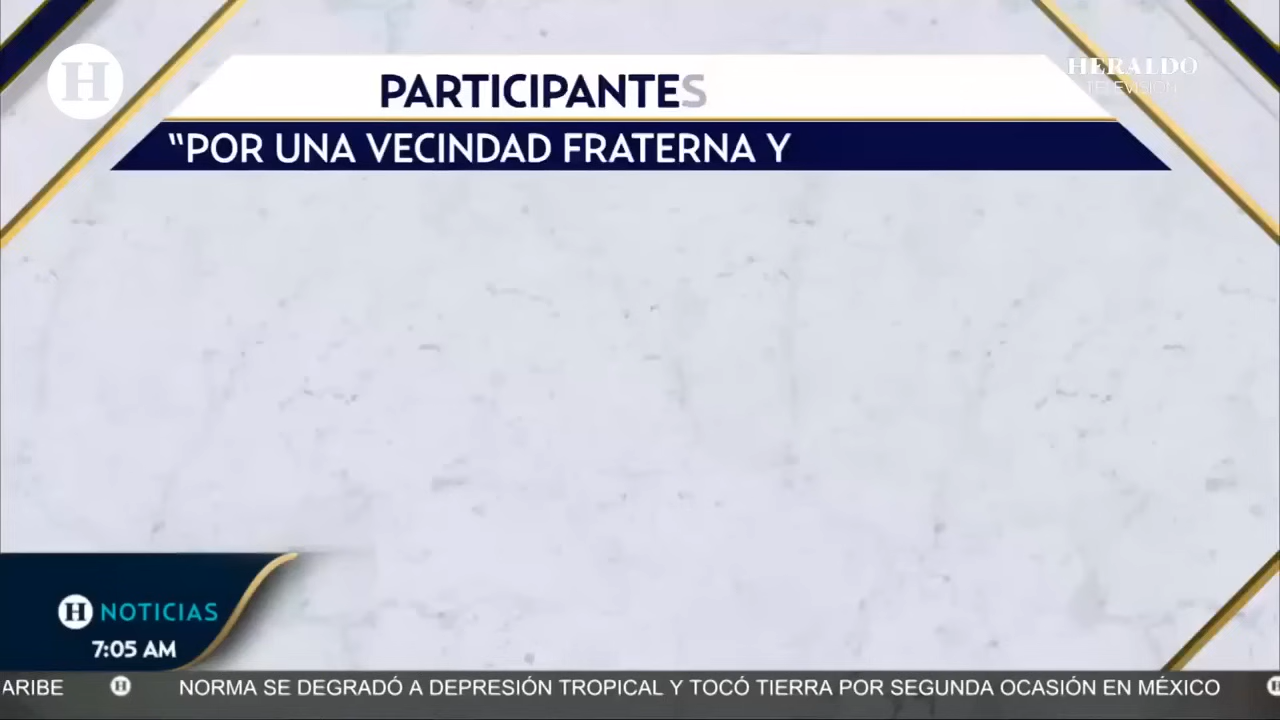 H
HERALDO
TELEVISIÓN
PARTICIPANTES
“POR UNA VECINDAD FRATERNA Y
H NOTICIAS
7:05 AM
ARIBE H NORMA SE DEGRADÓ A DEPRESIÓN TROPICAL Y TOCÓ TIERRA POR SEGUNDA OCASIÓN EN MÉXICO H